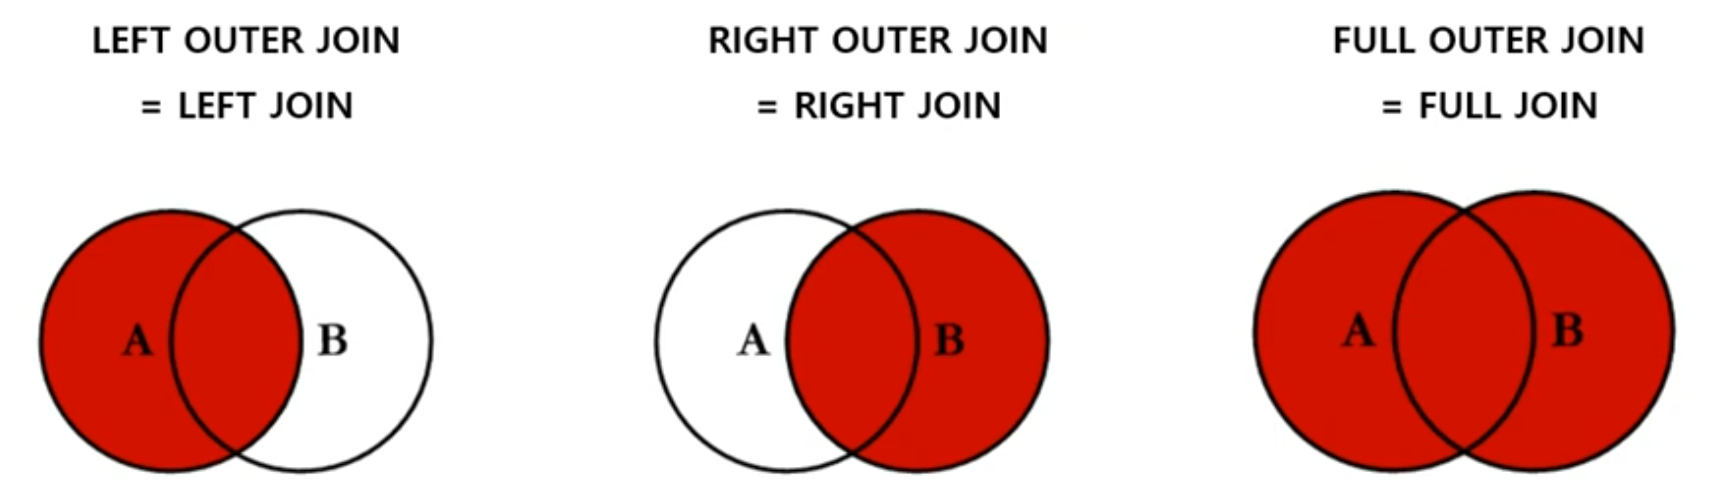 LEFT OUTER JOIN
= LEFT JOIN
A
B
RIGHT OUTER JOIN
= RIGHT JOIN
A
B
FULL OUTER JOIN
= FULL JOIN
A
B